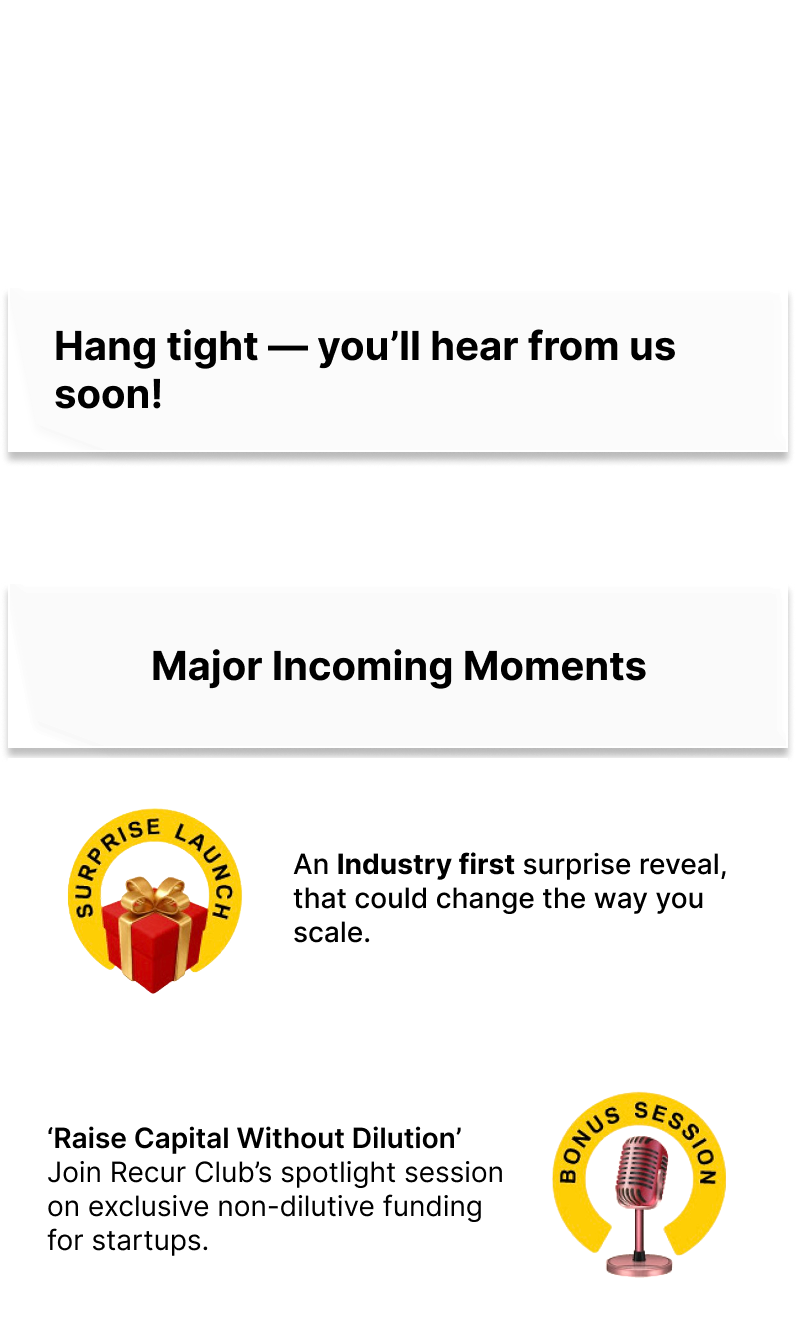 Hang tight — you’ll hear from us
soon!
Major Incoming Moments
SURPRISE LAUNCH
An Industry first surprise reveal,
that could change the way you
scale.
‘Raise Capital Without Dilution’
Join Recur Club’s spotlight session
on exclusive non-dilutive funding
for startups.
BONUS SESSION